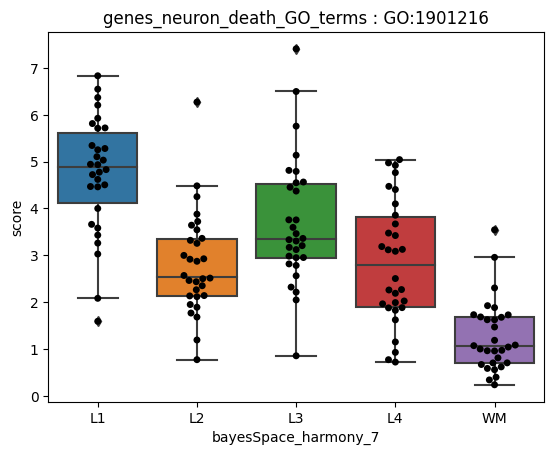 genes_neuron_death_GO_terms : GO:1901216
score
7
6
5
4
3
2
1
0
L1 L2 L3 L4 WM
bayesSpace_harmony_7